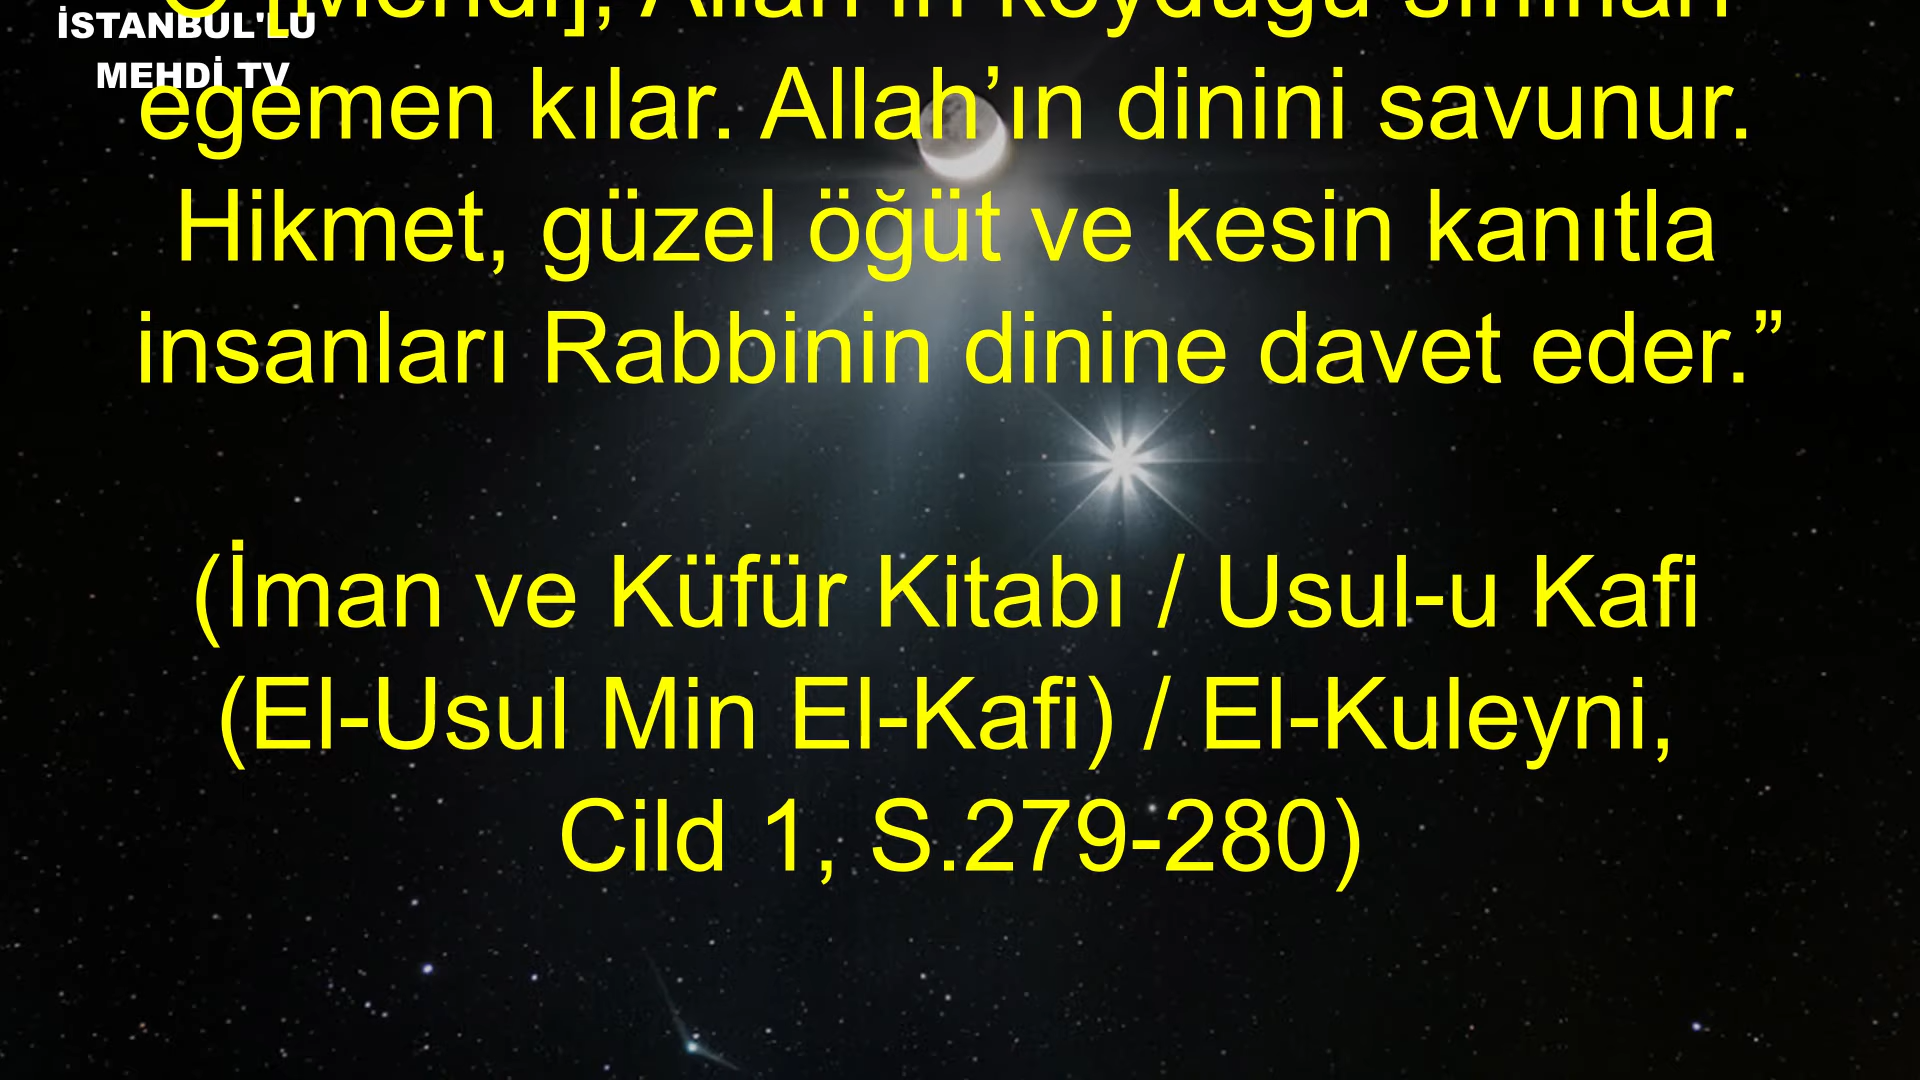 İSTANBUL'LU
MEHDİ TV
O [Mehdi], Allah’ın koyduğu sınırları
egemen kılar. Allah’ın dinini savunur.
Hikmet, güzel öğüt ve kesin kanıtla
insanları Rabbinin dinine davet eder.”
(İman ve Küfür Kitabı / Usul-u Kafi
(El-Usul Min El-Kafi) / El-Kuleyni,
Cild 1, S.279-280)